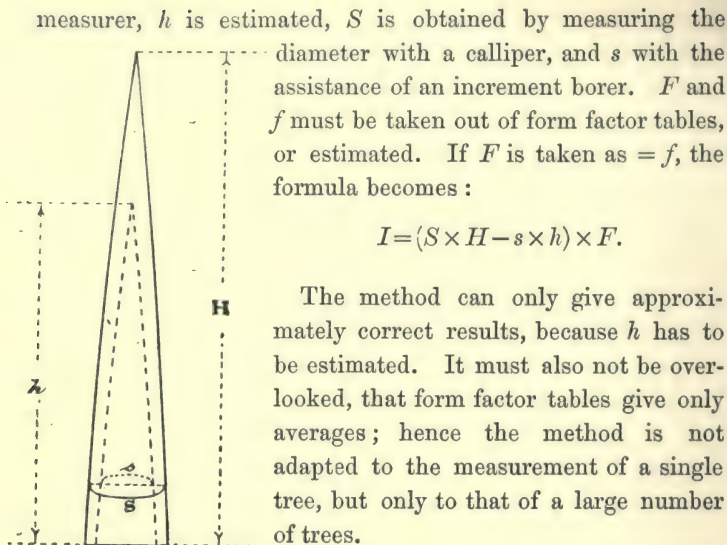 measurer, h is estimated, S is obtained by measuring the
diameter with a calliper, and s with the
assistance of an increment borer. F and
f must be taken out of form factor tables,
or estimated. If F is taken as = f, the
formula becomes :
I=(S×H−s×h)×F.
The method can only give approxi-
mately correct results, because h has to
be estimated. It must also not be over-
looked, that form factor tables give only
averages; hence the method is not
adapted to the measurement of a single
tree, but only to that of a large number
of trees.
H
h
s
S